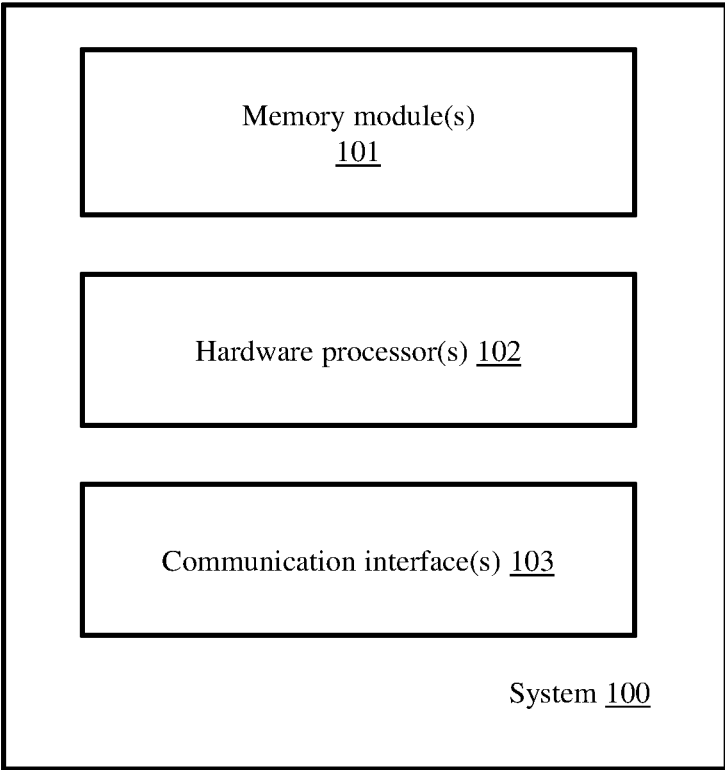 Memory module(s)
101
Hardware processor(s) 102
Communication interface(s) 103
System 100